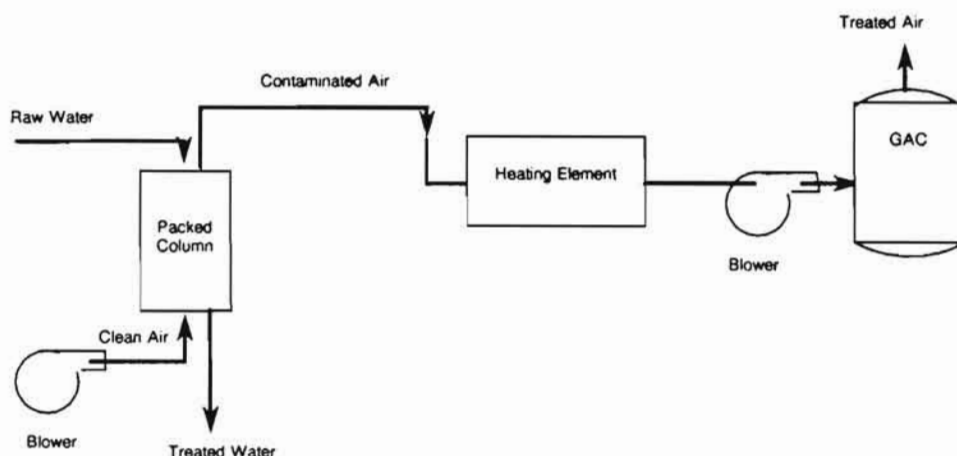 Treated Air
Contaminated Air
Raw Water
GAC
Heating Element
Packed
Column
Blower
Clean Air
Blower
Treated Water